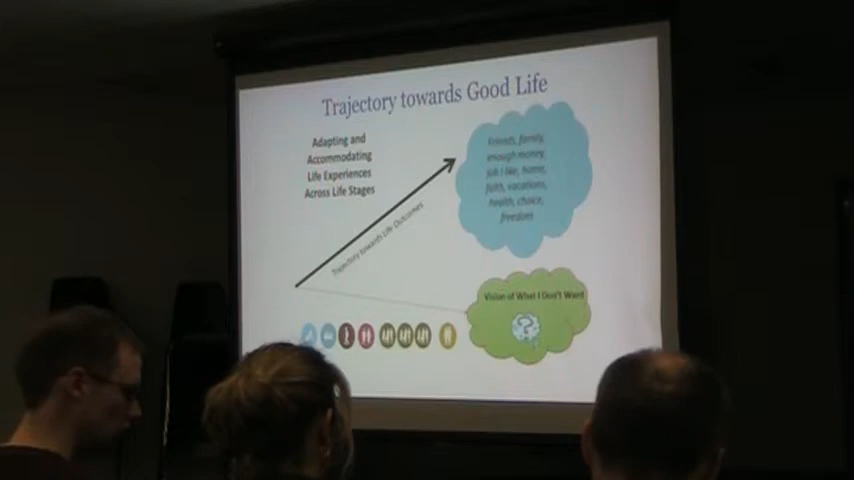 Trajectory towards Good Life
Adapting and
Accommodating
Life Experiences
Across Life Stages
Friends, family,
enough money,
job I like, home,
faith, vacations,
health, choice,
freedom
Trajectory towards Life Outcomes
Vision of What I Don't Want
?